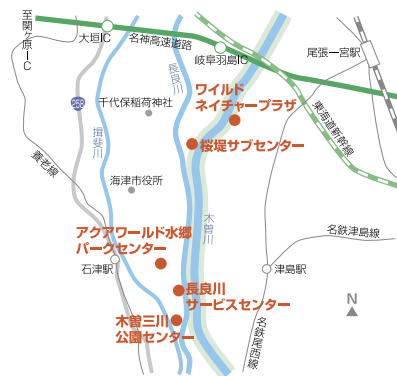 至関ヶ原IC
大垣IC
名神高速道路
岐阜羽島IC
尾張一宮駅
長良川
ワイルド
ネイチャープラザ
258
千代保稲荷神社
桜堤サブセンター
東海道新幹線
揖斐川
養老線
海津市役所
木曽川
アクアワールド水郷
パークセンター
名鉄津島線
石津駅
津島駅
長良川
サービスセンター
木曽三川
公園センター
名鉄尾西線
N